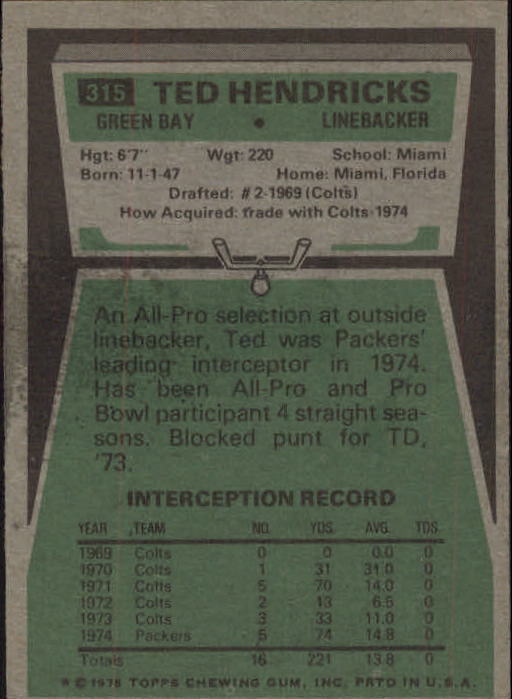 315 TED HENDRICKS
GREEN BAY • LINEBACKER
Hgt: 6'7" Wgt: 220 School: Miami
Born: 11-1-47 Home: Miami, Florida
Drafted: #2-1969 (Colts)
How Acquired: trade with Colts-1974
An All-Pro selection at outside
linebacker, Ted was Packers'
leading interceptor in 1974.
Has been All-Pro and Pro
Bowl participant 4 straight sea-
sons. Blocked punt for TD,
'73.
INTERCEPTION RECORD
YEAR TEAM NO. YDS. AVG. TDS.
1969 Colts 0 0 0.0 0
1970 Colts 1 31 31.0 0
1971 Colts 5 70 14.0 0
1972 Colts 2 13 6.5 0
1973 Colts 3 33 11.0 0
1974 Packers 5 74 14.8 0
Totals 16 221 13.8 0
* © 1975 TOPPS CHEWING GUM, INC. PRTD IN U.S.A.